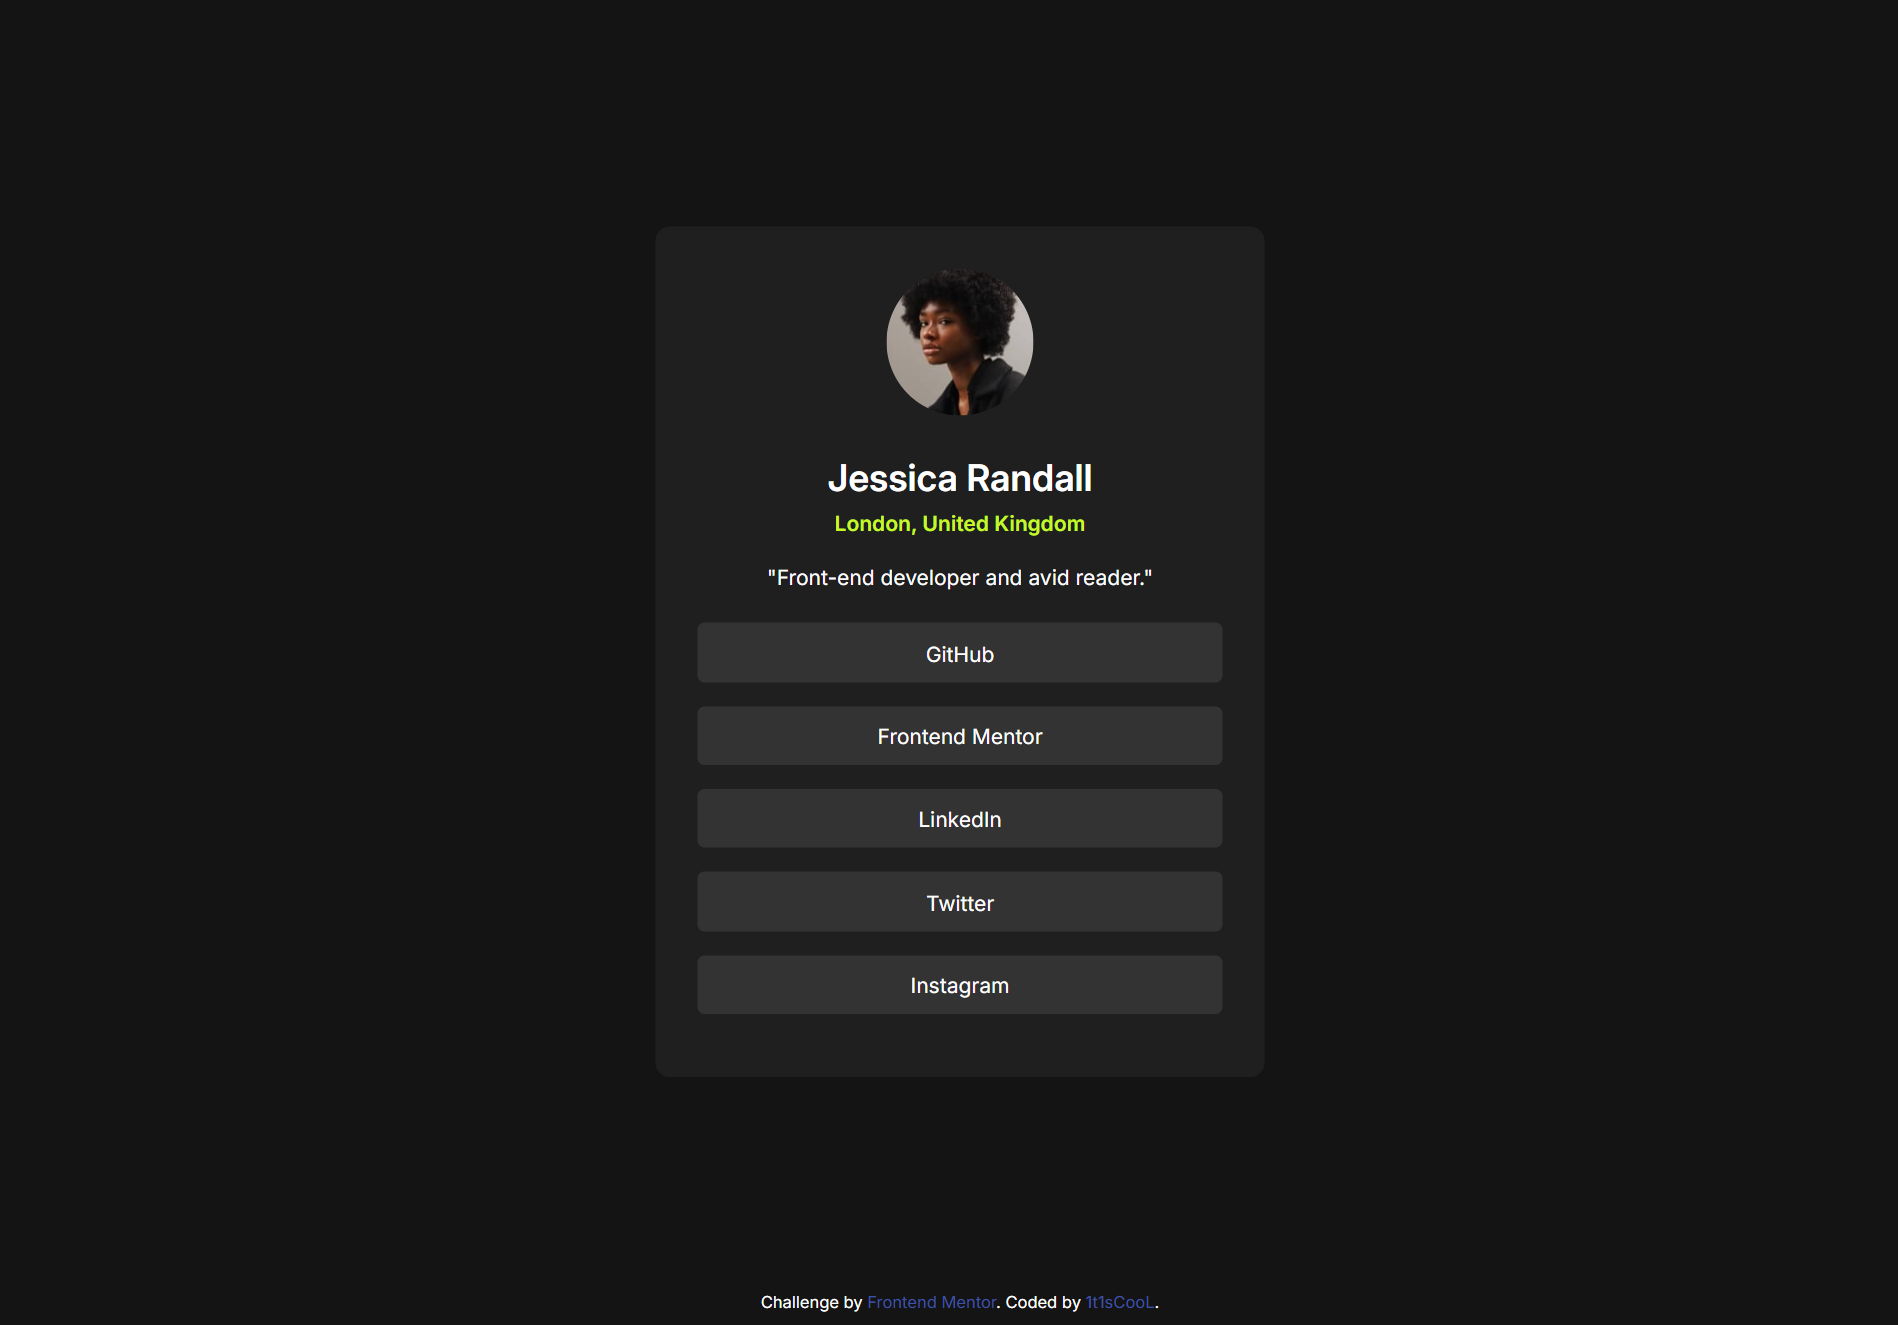 Jessica Randall
London, United Kingdom
"Front-end developer and avid reader."
GitHub
Frontend Mentor
LinkedIn
Twitter
Instagram
Challenge by Frontend Mentor. Coded by 1t1sCooL.